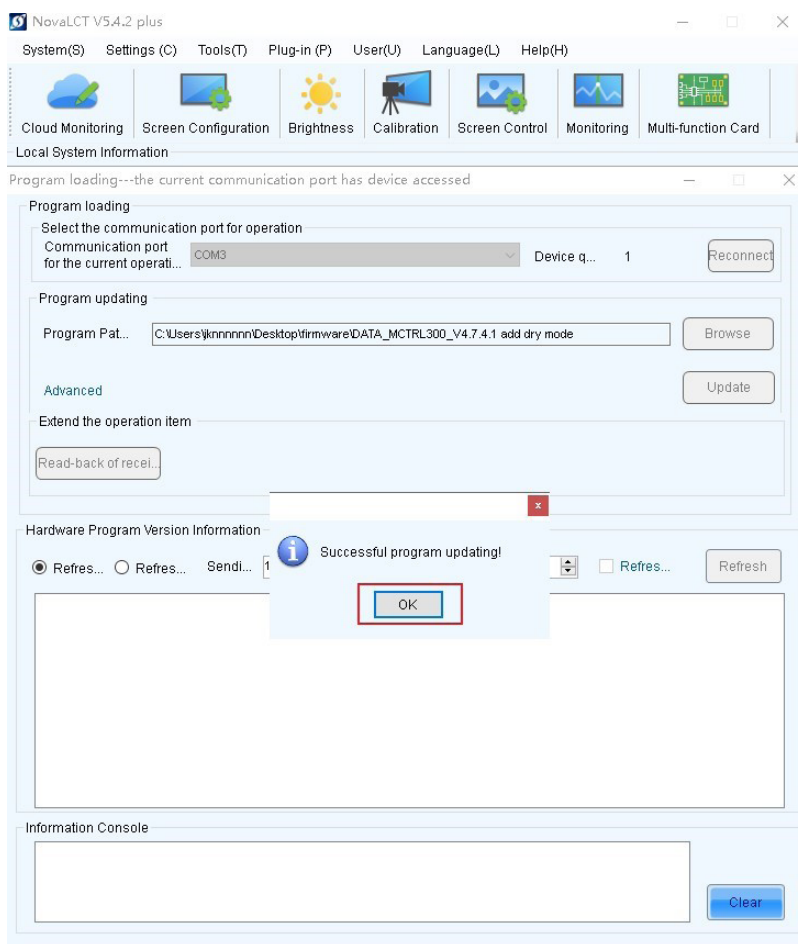 NovaLCT V5.4.2 plus
System(S) Settings (C) Tools(T) Plug-in (P) User(U) Language(L) Help(H)
Cloud Monitoring Screen Configuration Brightness Calibration Screen Control Monitoring Multi-function Card
Local System Information
Program loading---the current communication port has device accessed
Program loading
Select the communication port for operation
Communication port
for the current operati...
COM3
Device q... 1
Reconnect
Program updating
Program Pat... C:\Users\jknnnnnn\Desktop\firmware\DATA_MCTRL300_V4.7.4.1 add dry mode Browse
Advanced Update
Extend the operation item
Read-back of recei...
Hardware Program Version Information
Successful program updating!
Refres... Refres... Sendi... 1 Refres... Refresh
OK
Information Console
Clear